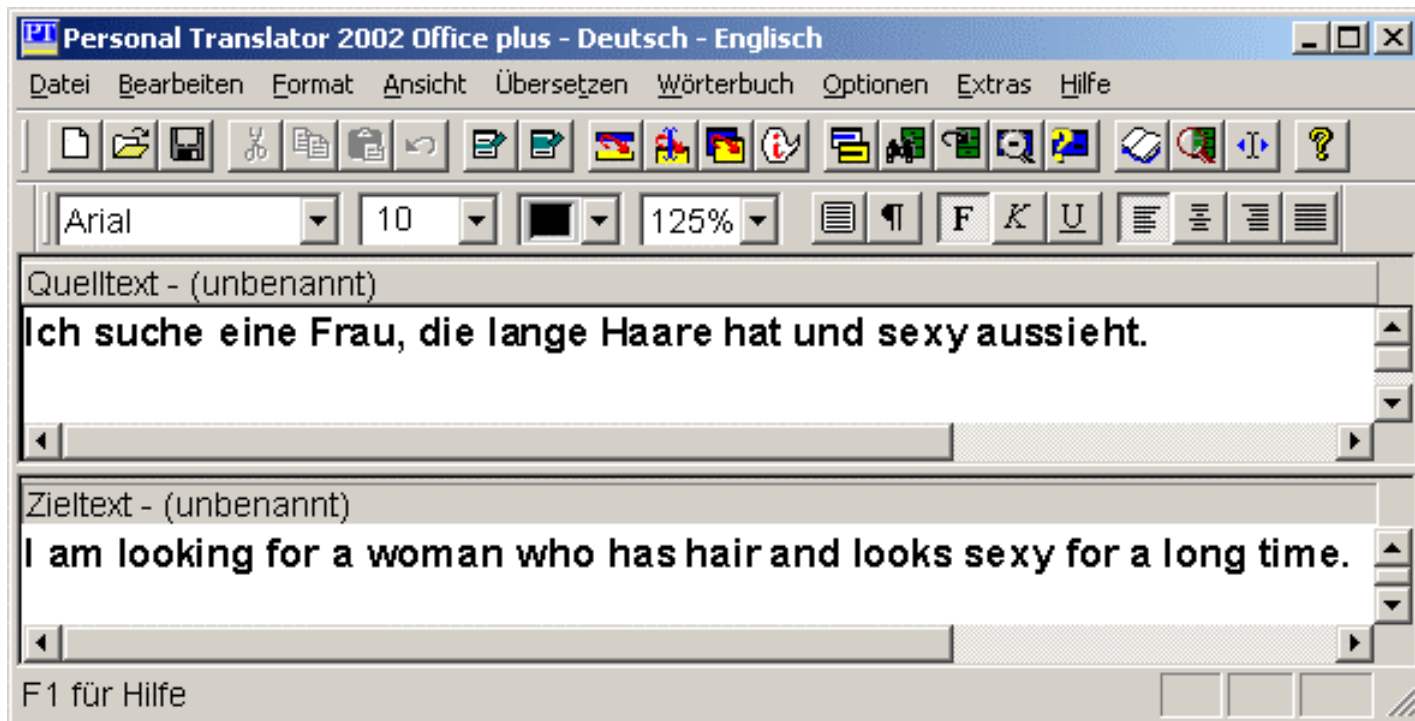 PT Personal Translator 2002 Office plus - Deutsch - Englisch
Datei Bearbeiten Format Ansicht Übersetzen Wörterbuch Optionen Extras Hilfe
Arial 10 125% F K U
Quelltext - (unbenannt)
Ich suche eine Frau, die lange Haare hat und sexy aussieht.
Zieltext - (unbenannt)
I am looking for a woman who has hair and looks sexy for a long time.
F1 für Hilfe